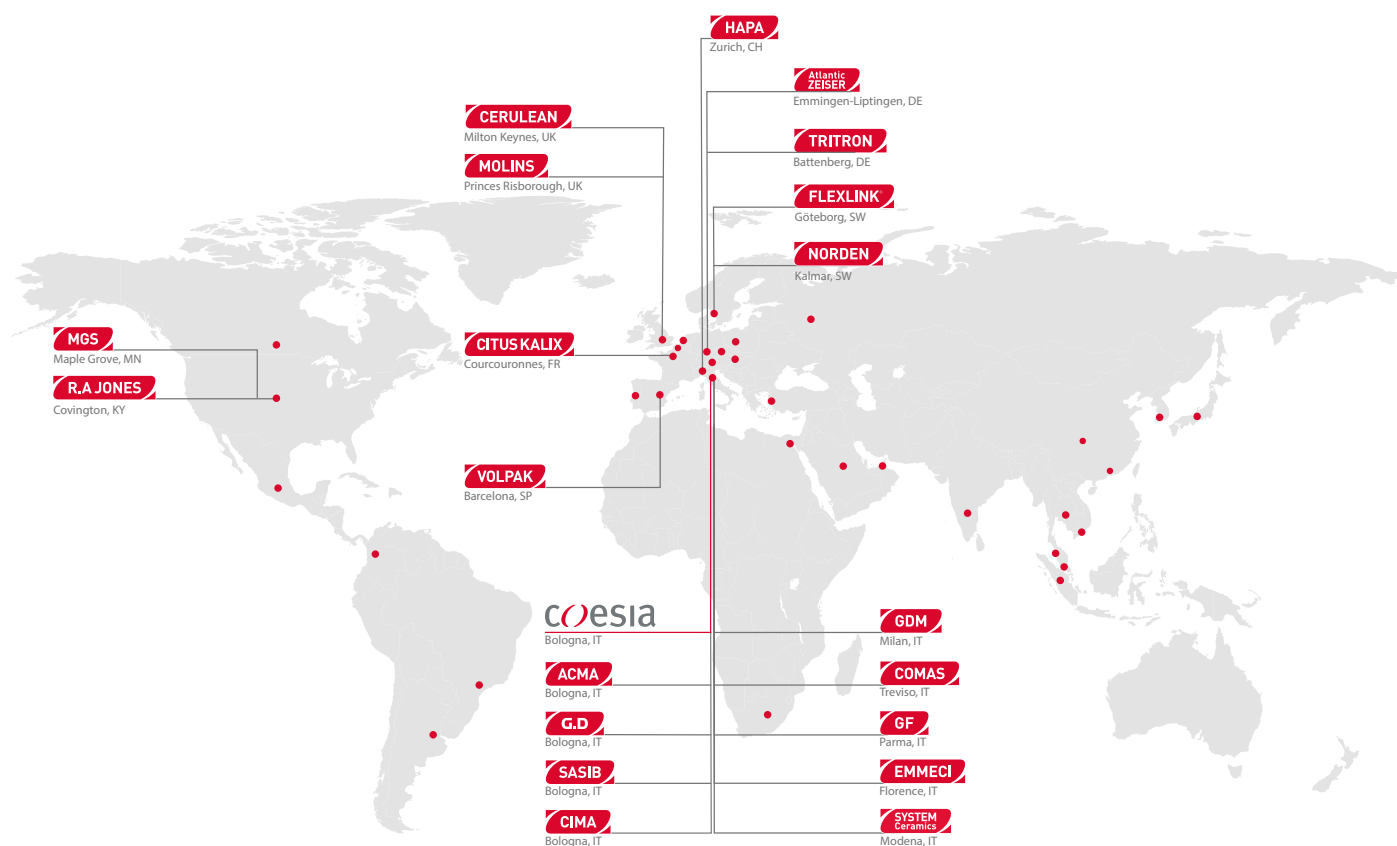 HAPA
Zurich, CH
Atlantic
ZEISER
Emmingen-Liptingen, DE
CERULEAN
Milton Keynes, UK
TRITRON
Battenberg, DE
MOLINS
Princes Risborough, UK
FLEXLINK®
Göteborg, SW
NORDEN
Kalmar, SW
MGS
Maple Grove, MN
CITUS KALIX
Courcouronnes, FR
R.A JONES
Covington, KY
VOLPAK
Barcelona, SP
coesia
Bologna, IT
GDM
Milan, IT
ACMA
Bologna, IT
COMAS
Treviso, IT
G.D
Bologna, IT
GF
Parma, IT
SASIB
Bologna, IT
EMMECI
Florence, IT
CIMA
Bologna, IT
SYSTEM
Ceramics
Modena, IT